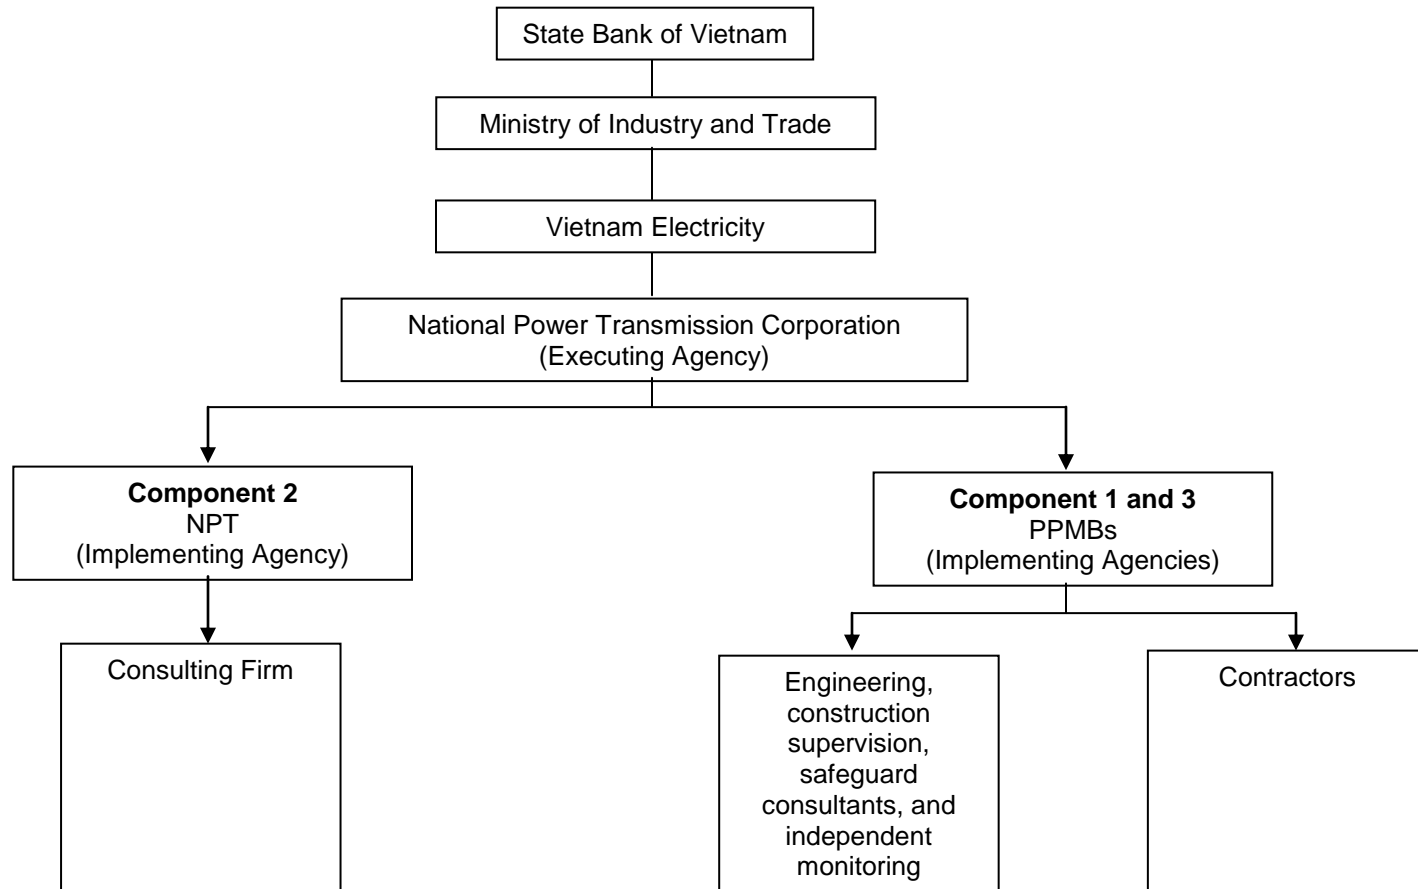 State Bank of Vietnam
Ministry of Industry and Trade
Vietnam Electricity
National Power Transmission Corporation
(Executing Agency)
Component 2
NPT
(Implementing Agency)
Component 1 and 3
PPMBs
(Implementing Agencies)
Consulting Firm
Engineering,
construction
supervision,
safeguard
consultants, and
independent
monitoring
Contractors